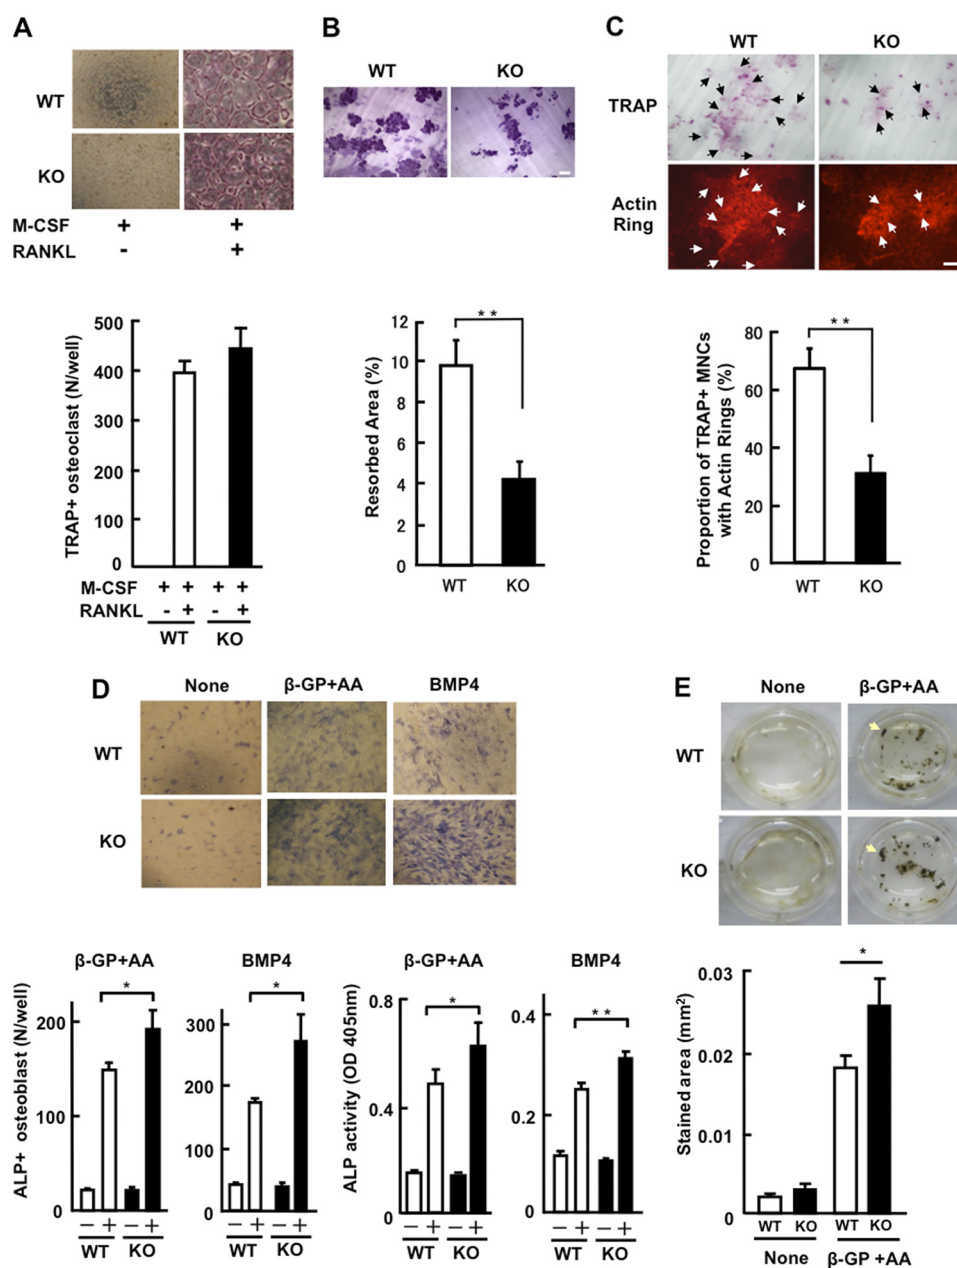 A
WT
KO
M-CSF + +
RANKL - +
B
WT KO
C
WT KO
TRAP
Actin
Ring
TRAP+ osteoclast (N/well)
500
400
300
200
100
0
M-CSF + + + +
RANKL - + - +
WT KO
Resorbed Area (%)
12
10
8
6
4
2
0
* *
WT KO
Proportion of TRAP+ MNCs
with Actin Rings (%)
80
60
40
20
0
* *
WT KO
D
None β-GP+AA BMP4
WT
KO
E
None β-GP+AA
WT
KO
β-GP+AA
ALP+ osteoblast (N/well)
200
100
0
*
− + − +
WT KO
BMP4
300
200
100
0
*
− + − +
WT KO
β-GP+AA
ALP activity (OD 405nm)
0.8
0.4
0
*
− + − +
WT KO
BMP4
0.4
0.2
0
* *
− + − +
WT KO
Stained area (mm²)
0.03
0.02
0.01
0
*
WT KO WT KO
None β-GP +AA